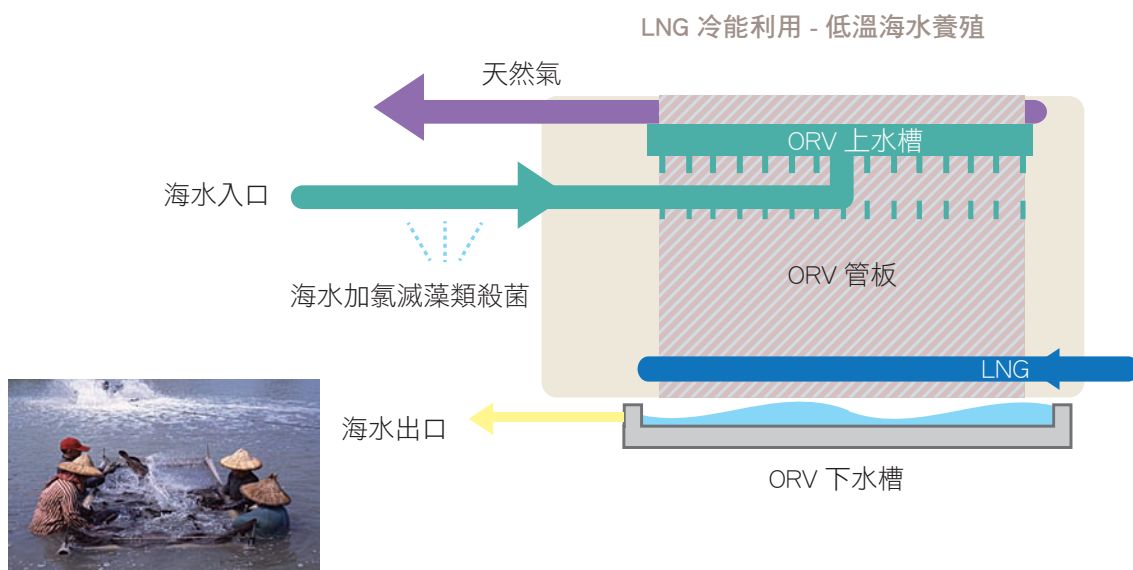 LNG 冷能利用 - 低溫海水養殖
天然氣
ORV 上水槽
海水入口
ORV 管板
海水加氯滅藻類殺菌
LNG
海水出口
ORV 下水槽